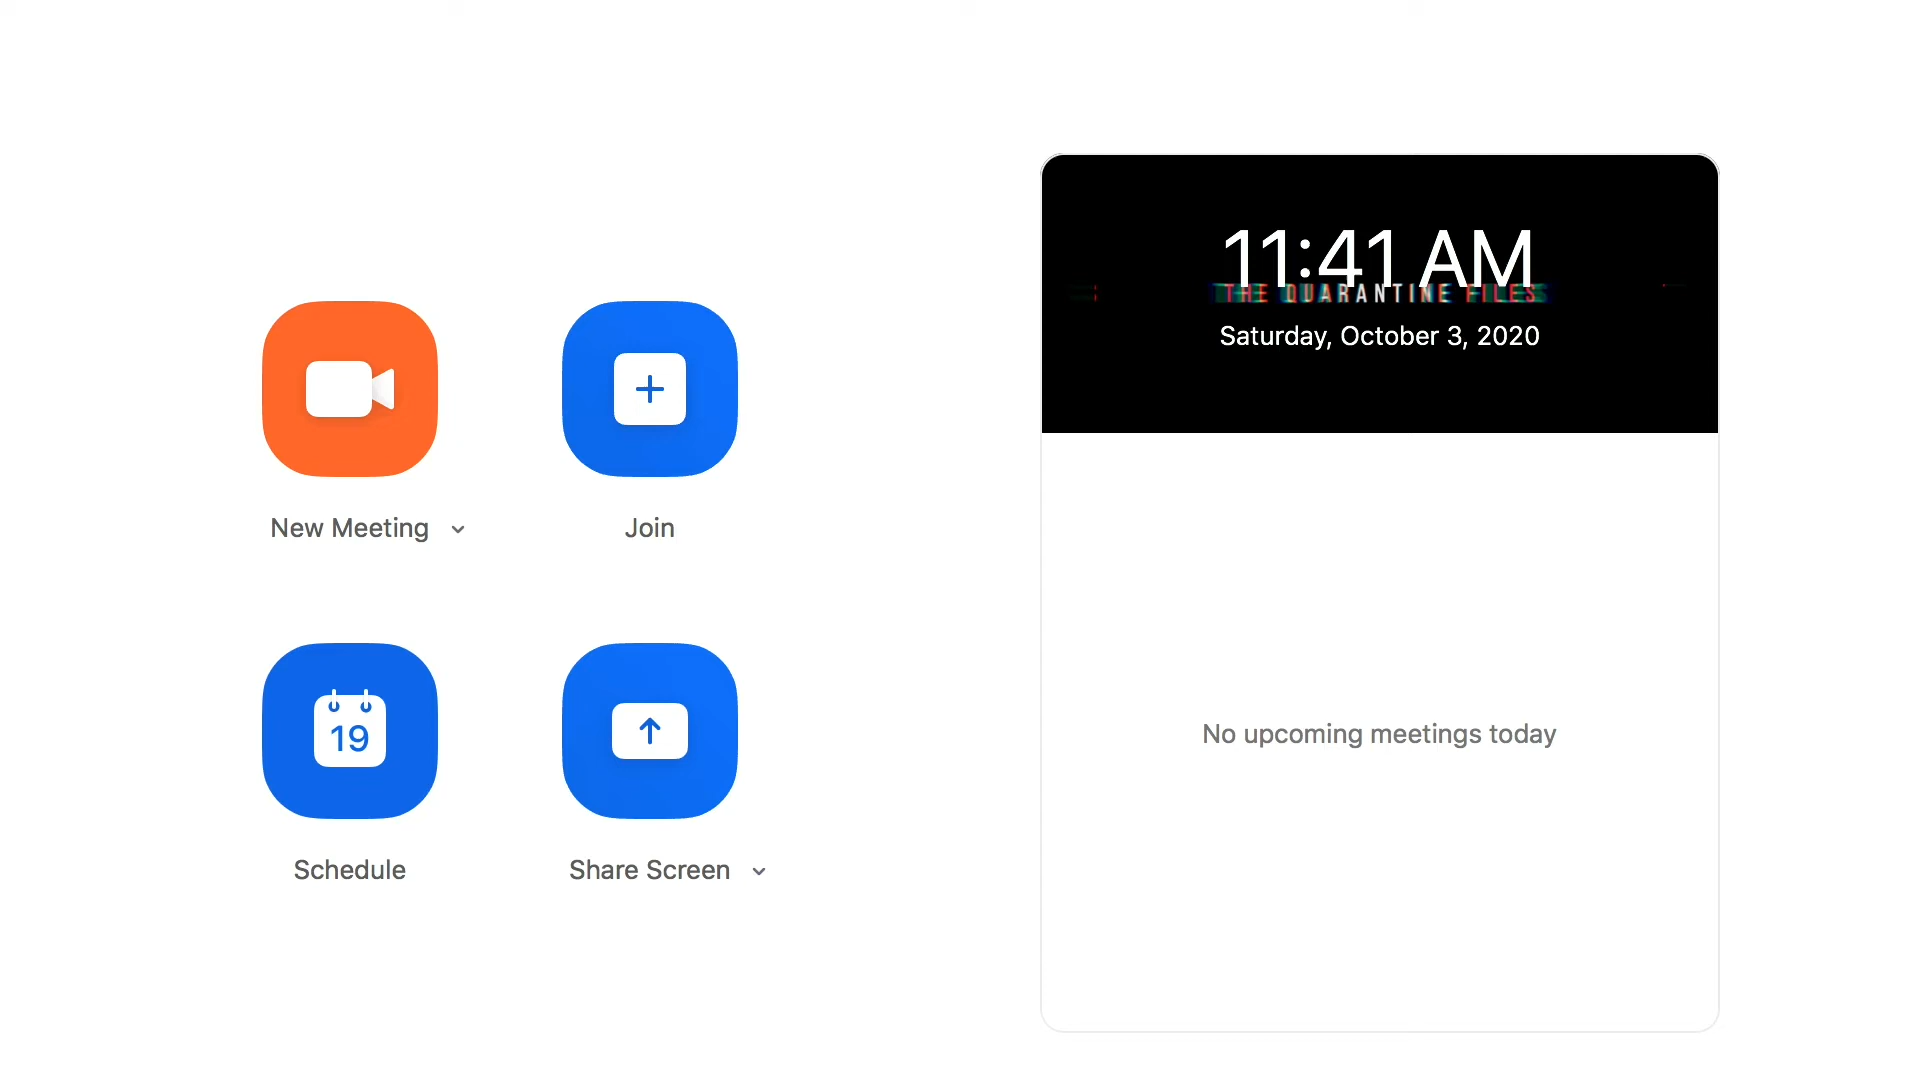 11:41 AM
THE QUARANTINE FILES
Saturday, October 3, 2020
New Meeting
Join
19
Schedule
Share Screen
No upcoming meetings today